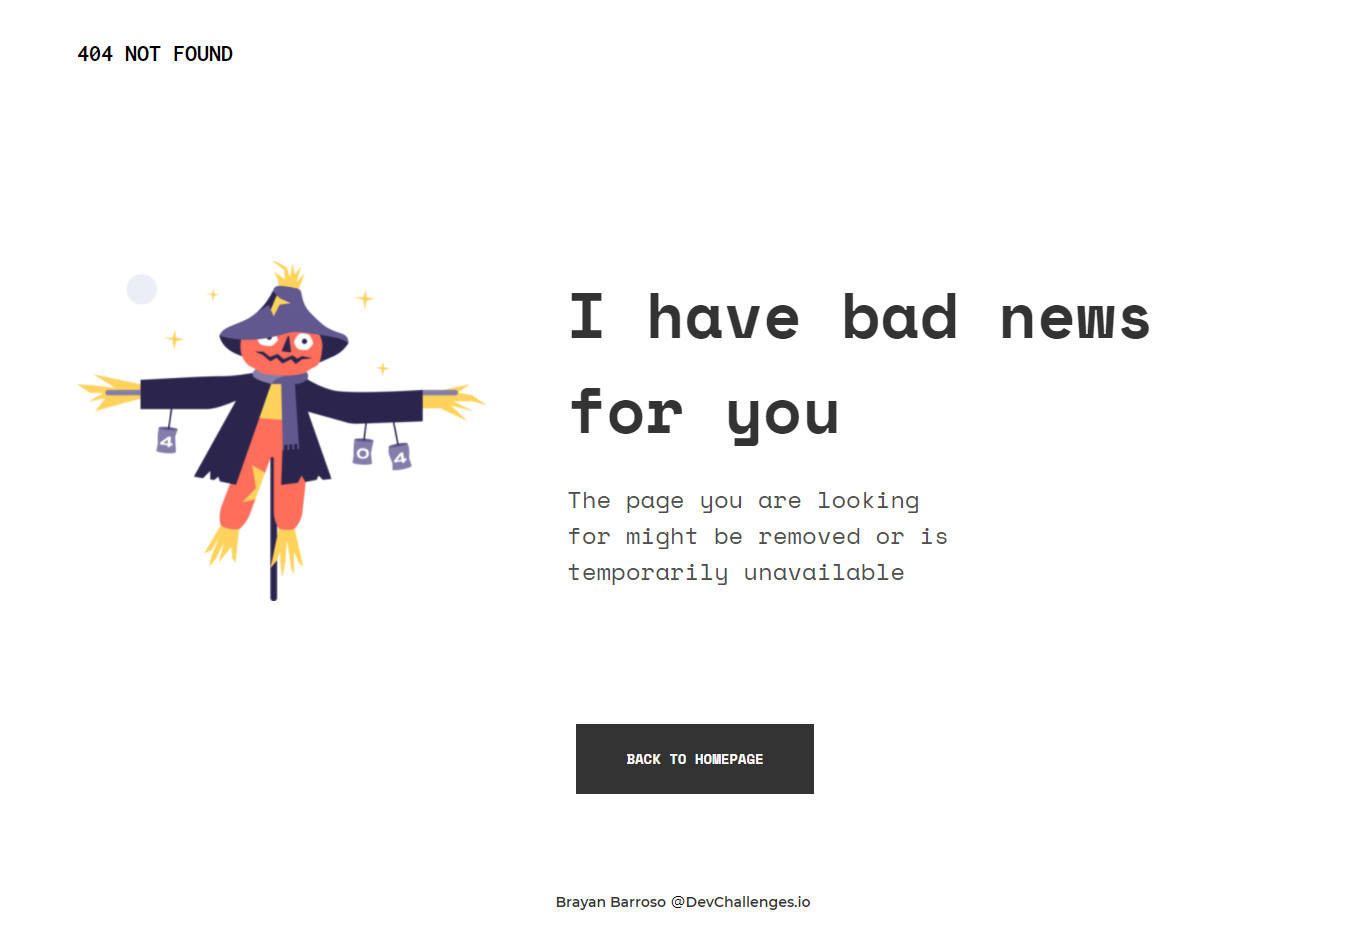 404 NOT FOUND
I have bad news
for you
4
0
4
The page you are looking
for might be removed or is
temporarily unavailable
BACK TO HOMEPAGE
Brayan Barroso @DevChallenges.io